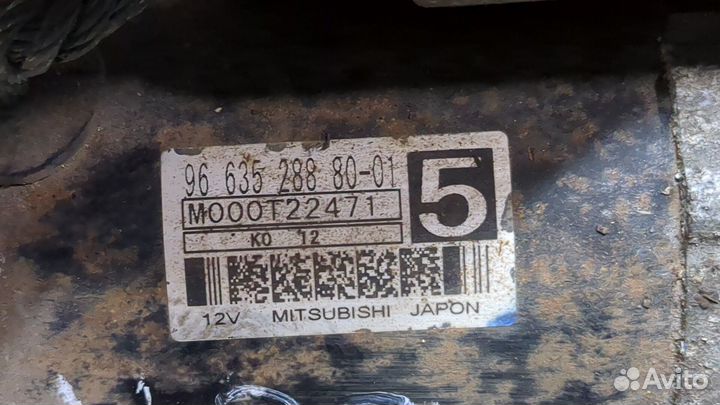 96 635 288 80-01
5
M000T22471
K0 12
12V MITSUBISHI JAPON
Avito